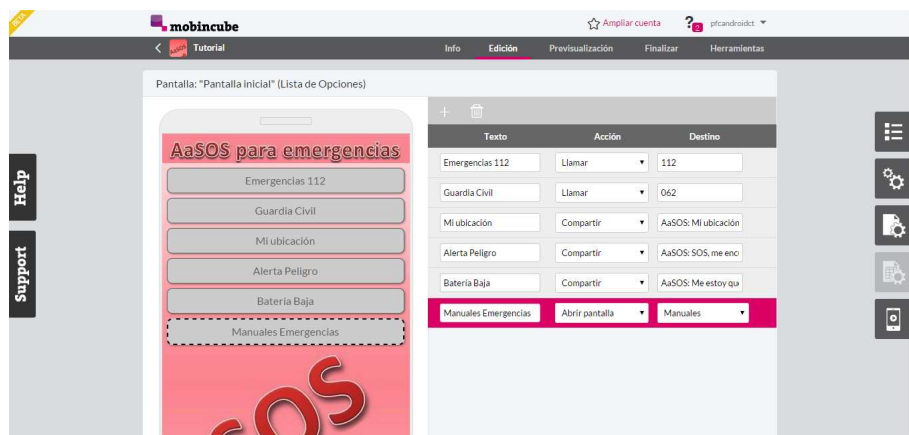 BETA
mobincube
Ampliar cuenta
? 2
pfcandroidct
Tutorial
Info Edición Previsualización Finalizar Herramientas
Pantalla: "Pantalla inicial" (Lista de Opciones)
Texto Acción Destino
AaSOS para emergencias
Emergencias 112
Guardia Civil
Mi ubicación
Alerta Peligro
Batería Baja
Manuales Emergencias
SOS
Emergencias 112 Llamar 112
Guardia Civil Llamar 062
Mi ubicación Compartir AaSOS: Mi ubicación
Alerta Peligro Compartir AaSOS: SOS, me enc
Batería Baja Compartir AaSOS: Me estoy qu
Manuales Emergencias Abrir pantalla Manuales
Help
Support